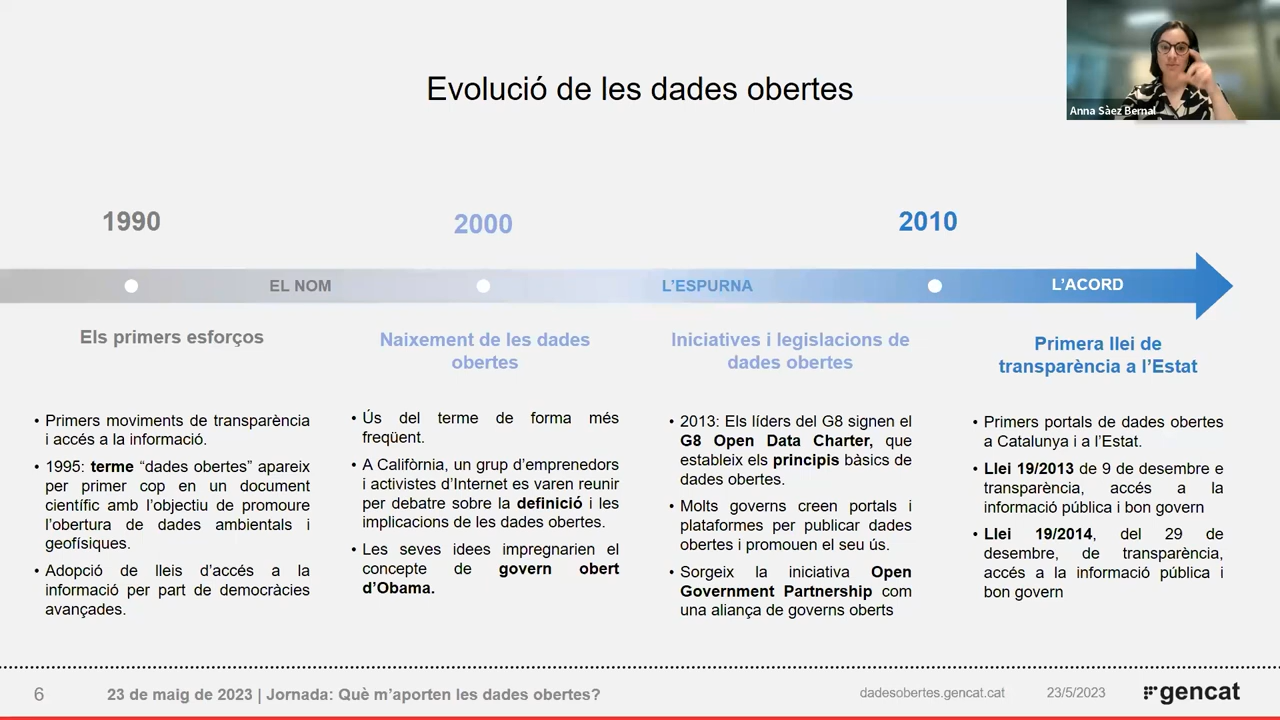 Evolució de les dades obertes
Anna Sàez Bernal
1990
2000
2010
EL NOM
L'ESPURNA
L'ACORD
Els primers esforços
• Primers moviments de transparència
i accés a la informació.
• 1995: terme “dades obertes” apareix
per primer cop en un document
científic amb l'objectiu de promoure
l'obertura de dades ambientals i
geofísiques.
• Adopció de lleis d'accés a la
informació per part de democràcies
avançades.
Naixement de les dades
obertes
• Ús del terme de forma més
freqüent.
• A Califòrnia, un grup d'emprenedors
i activistes d'Internet es varen reunir
per debatre sobre la definició i les
implicacions de les dades obertes.
• Les seves idees impregnarien el
concepte de govern obert
d'Obama.
Iniciatives i legislacions de
dades obertes
• 2013: Els líders del G8 signen el
G8 Open Data Charter, que
estableix els principis bàsics de
dades obertes.
• Molts governs creen portals i
plataformes per publicar dades
obertes i promouen el seu ús.
• Sorgeix la iniciativa Open
Government Partnership com
una aliança de governs oberts
Primera llei de
transparència a l'Estat
• Primers portals de dades obertes
a Catalunya i a l'Estat.
• Llei 19/2013 de 9 de desembre e
transparència, accés a la
informació pública i bon govern
• Llei 19/2014, del 29 de
desembre, de transparència,
accés a la informació pública i
bon govern
6
23 de maig de 2023 | Jornada: Què m'aporten les dades obertes?
dadesobertes.gencat.cat
23/5/2023
gencat